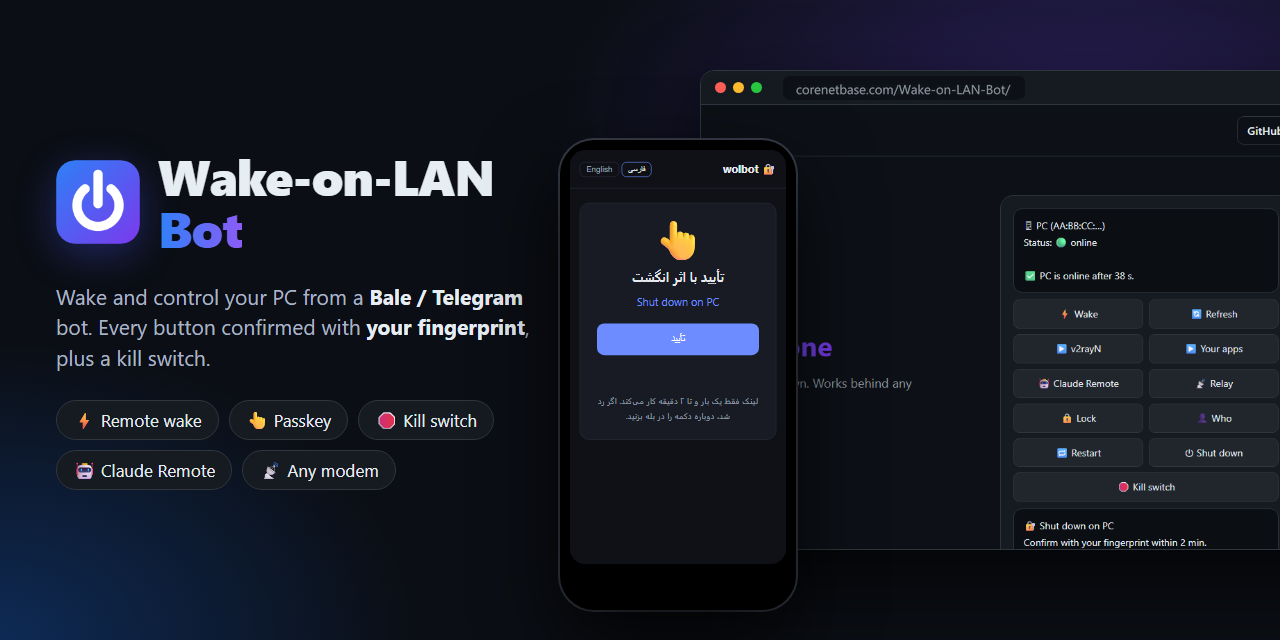 Wake-on-LAN
Bot
Wake and control your PC from a Bale / Telegram
bot. Every button confirmed with your fingerprint,
plus a kill switch.
Remote wake
Passkey
Kill switch
Claude Remote
Any modem
English
فارسی
wolbot
تأیید با اثر انگشت
Shut down on PC
تأیید
لینک فقط یک بار و تا ۲ دقیقه کار می‌کند. اگر رد
شد، دوباره دکمه را در بله بزنید.
corenetbase.com/Wake-on-LAN-Bot/
GitHub
one
n. Works behind any
PC (AA:BB:CC:...)
Status: online
PC is online after 38 s.
Wake
Refresh
v2rayN
Your apps
Claude Remote
Relay
Lock
Who
Restart
Shut down
Kill switch
Shut down on PC
Confirm with your fingerprint within 2 min.